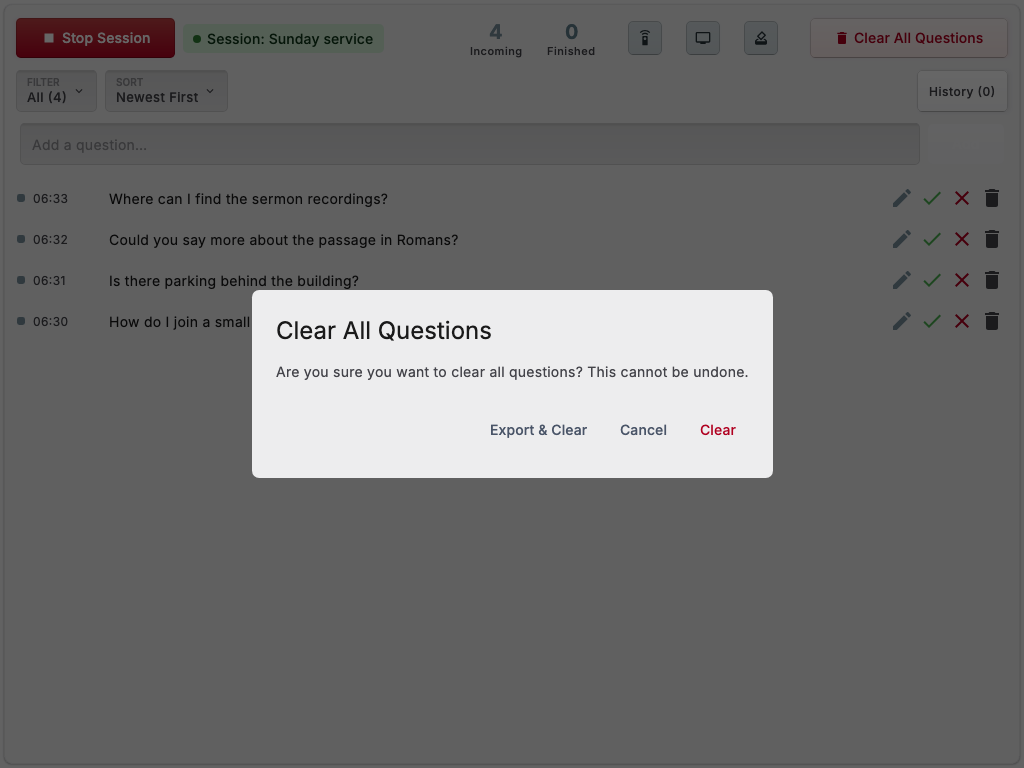 Stop Session
Session: Sunday service
4
Incoming
0
Finished
Clear All Questions
FILTER
All (4)
SORT
Newest First
History (0)
Add a question...
06:33 Where can I find the sermon recordings?
06:32 Could you say more about the passage in Romans?
06:31 Is there parking behind the building?
06:30 How do I join a small
Clear All Questions
Are you sure you want to clear all questions? This cannot be undone.
Export & Clear
Cancel
Clear